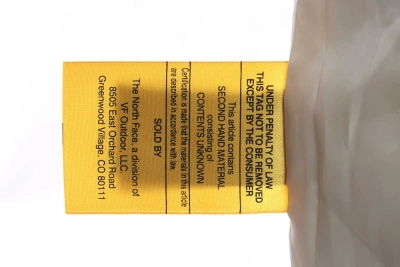 UNDER PENALTY OF LAW
THIS TAG NOT TO BE REMOVED
EXCEPT BY THE CONSUMER
This article contains
SECOND HAND MATERIAL
consisting of
CONTENTS UNKNOWN
Certification is made that the materials in this article
are described in accordance with law.
SOLD BY
The North Face, a division of
VF Outdoor, LLC.
8505 East Orchard Road
Greenwood Village, CO 80111